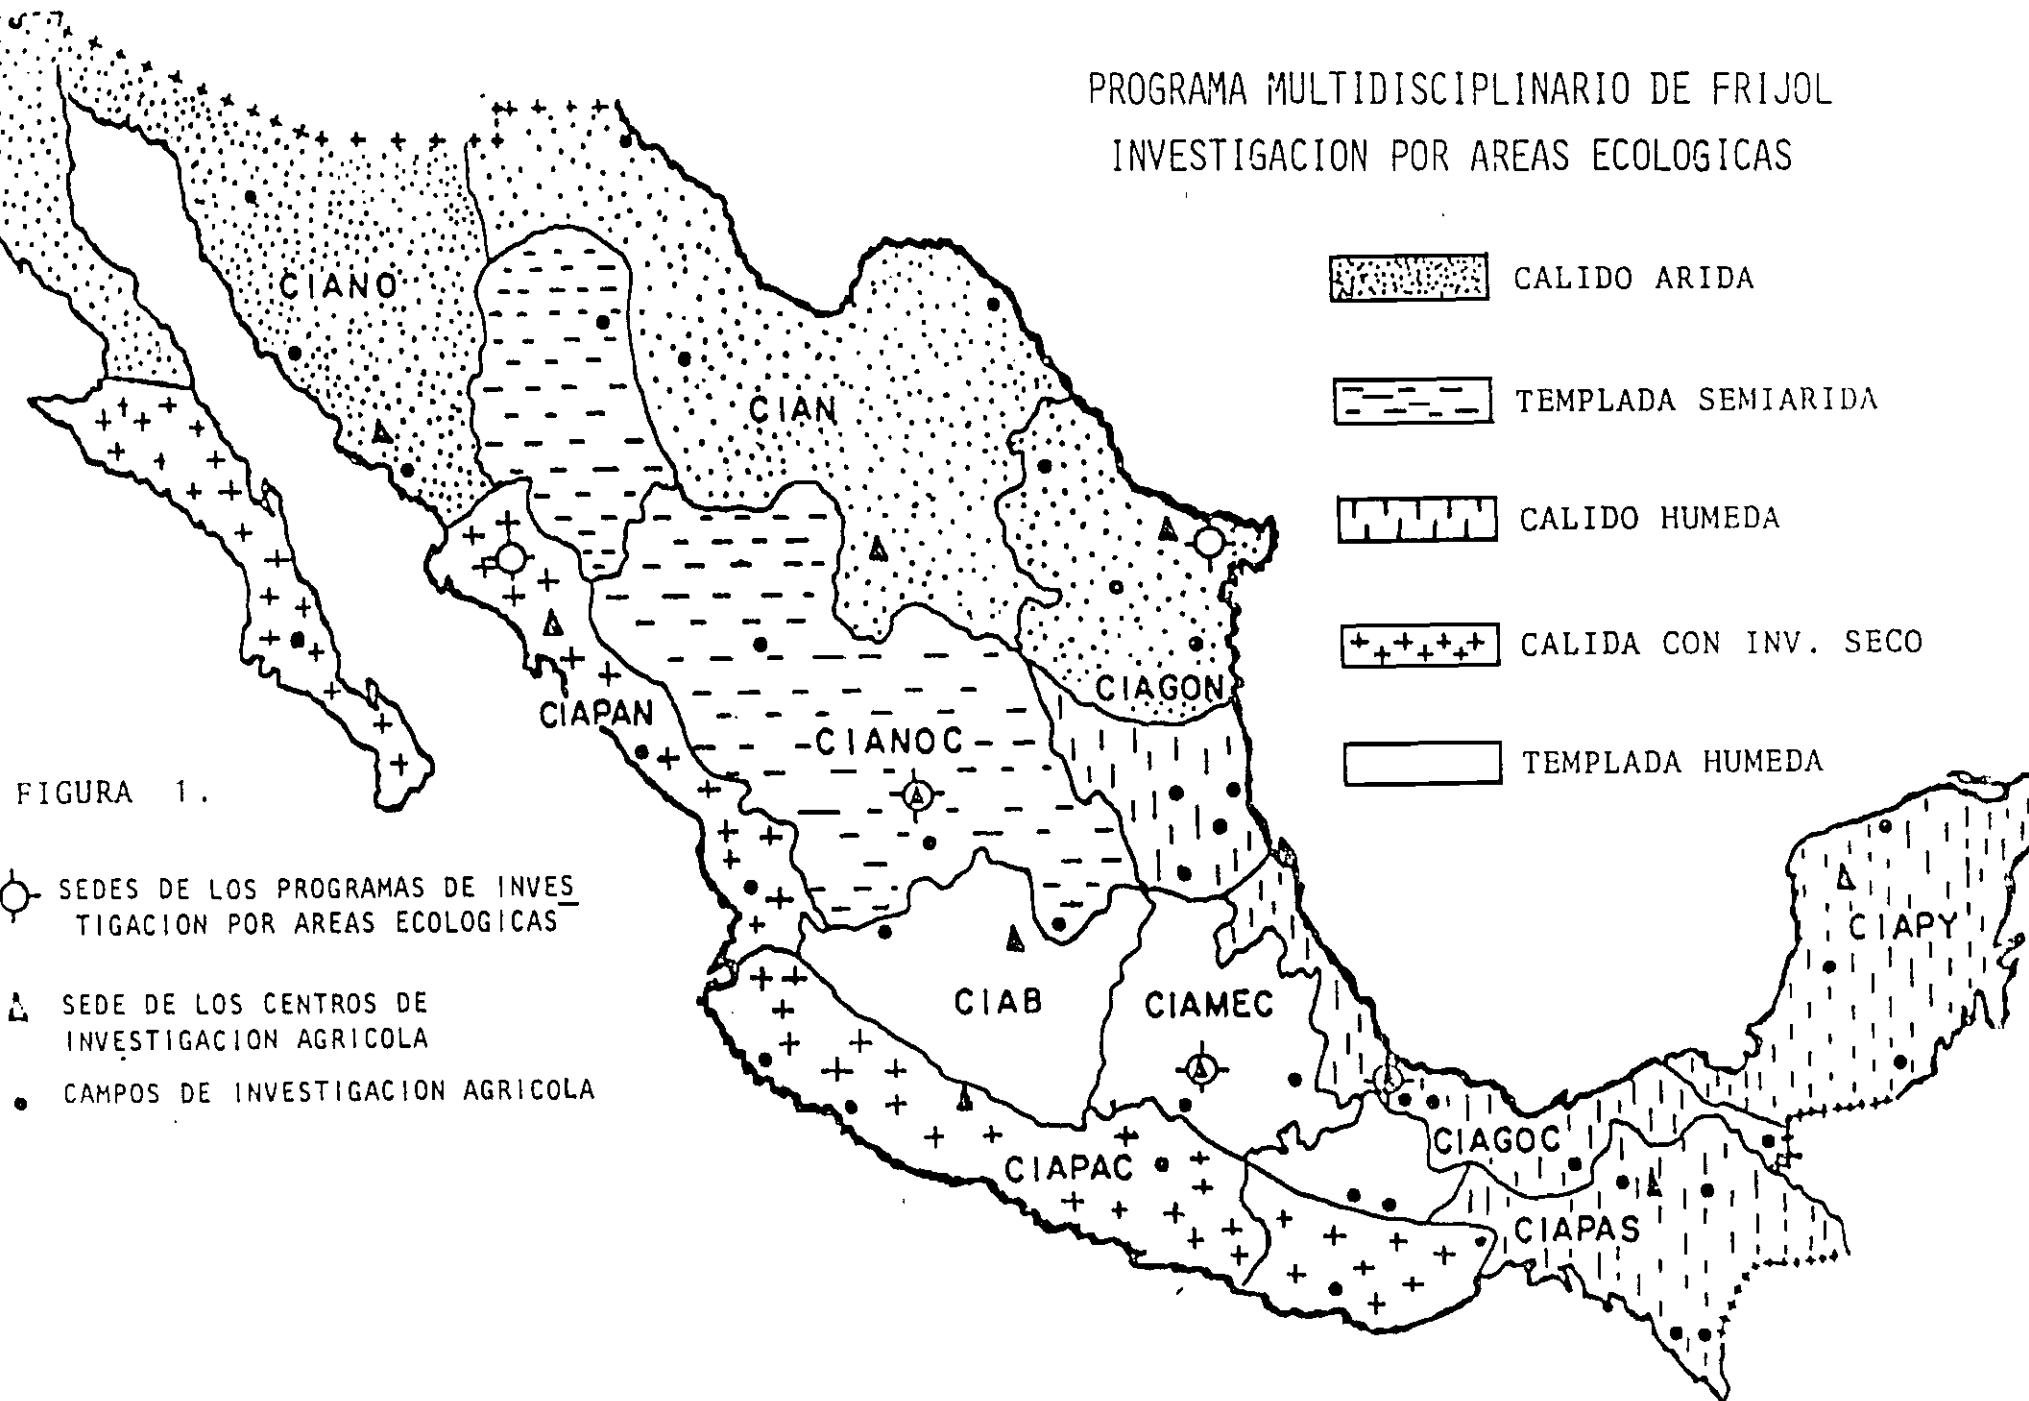 PROGRAMA MULTIDISCIPLINARIO DE FRIJOL
INVESTIGACION POR AREAS ECOLOGICAS
CALIDO ARIDA
TEMPLADA SEMIARIDA
CALIDO HUMEDA
CALIDA CON INV. SECO
TEMPLADA HUMEDA
CIANO
CIAN
CIAGON
CIAPAN
CIANOC
CIAPY
CIAB
CIAMEC
CIAGOC
CIAPAC
CIAPAS
FIGURA 1.
SEDES DE LOS PROGRAMAS DE INVES
TIGACION POR AREAS ECOLOGICAS
SEDE DE LOS CENTROS DE
INVESTIGACION AGRICOLA
CAMPOS DE INVESTIGACION AGRICOLA